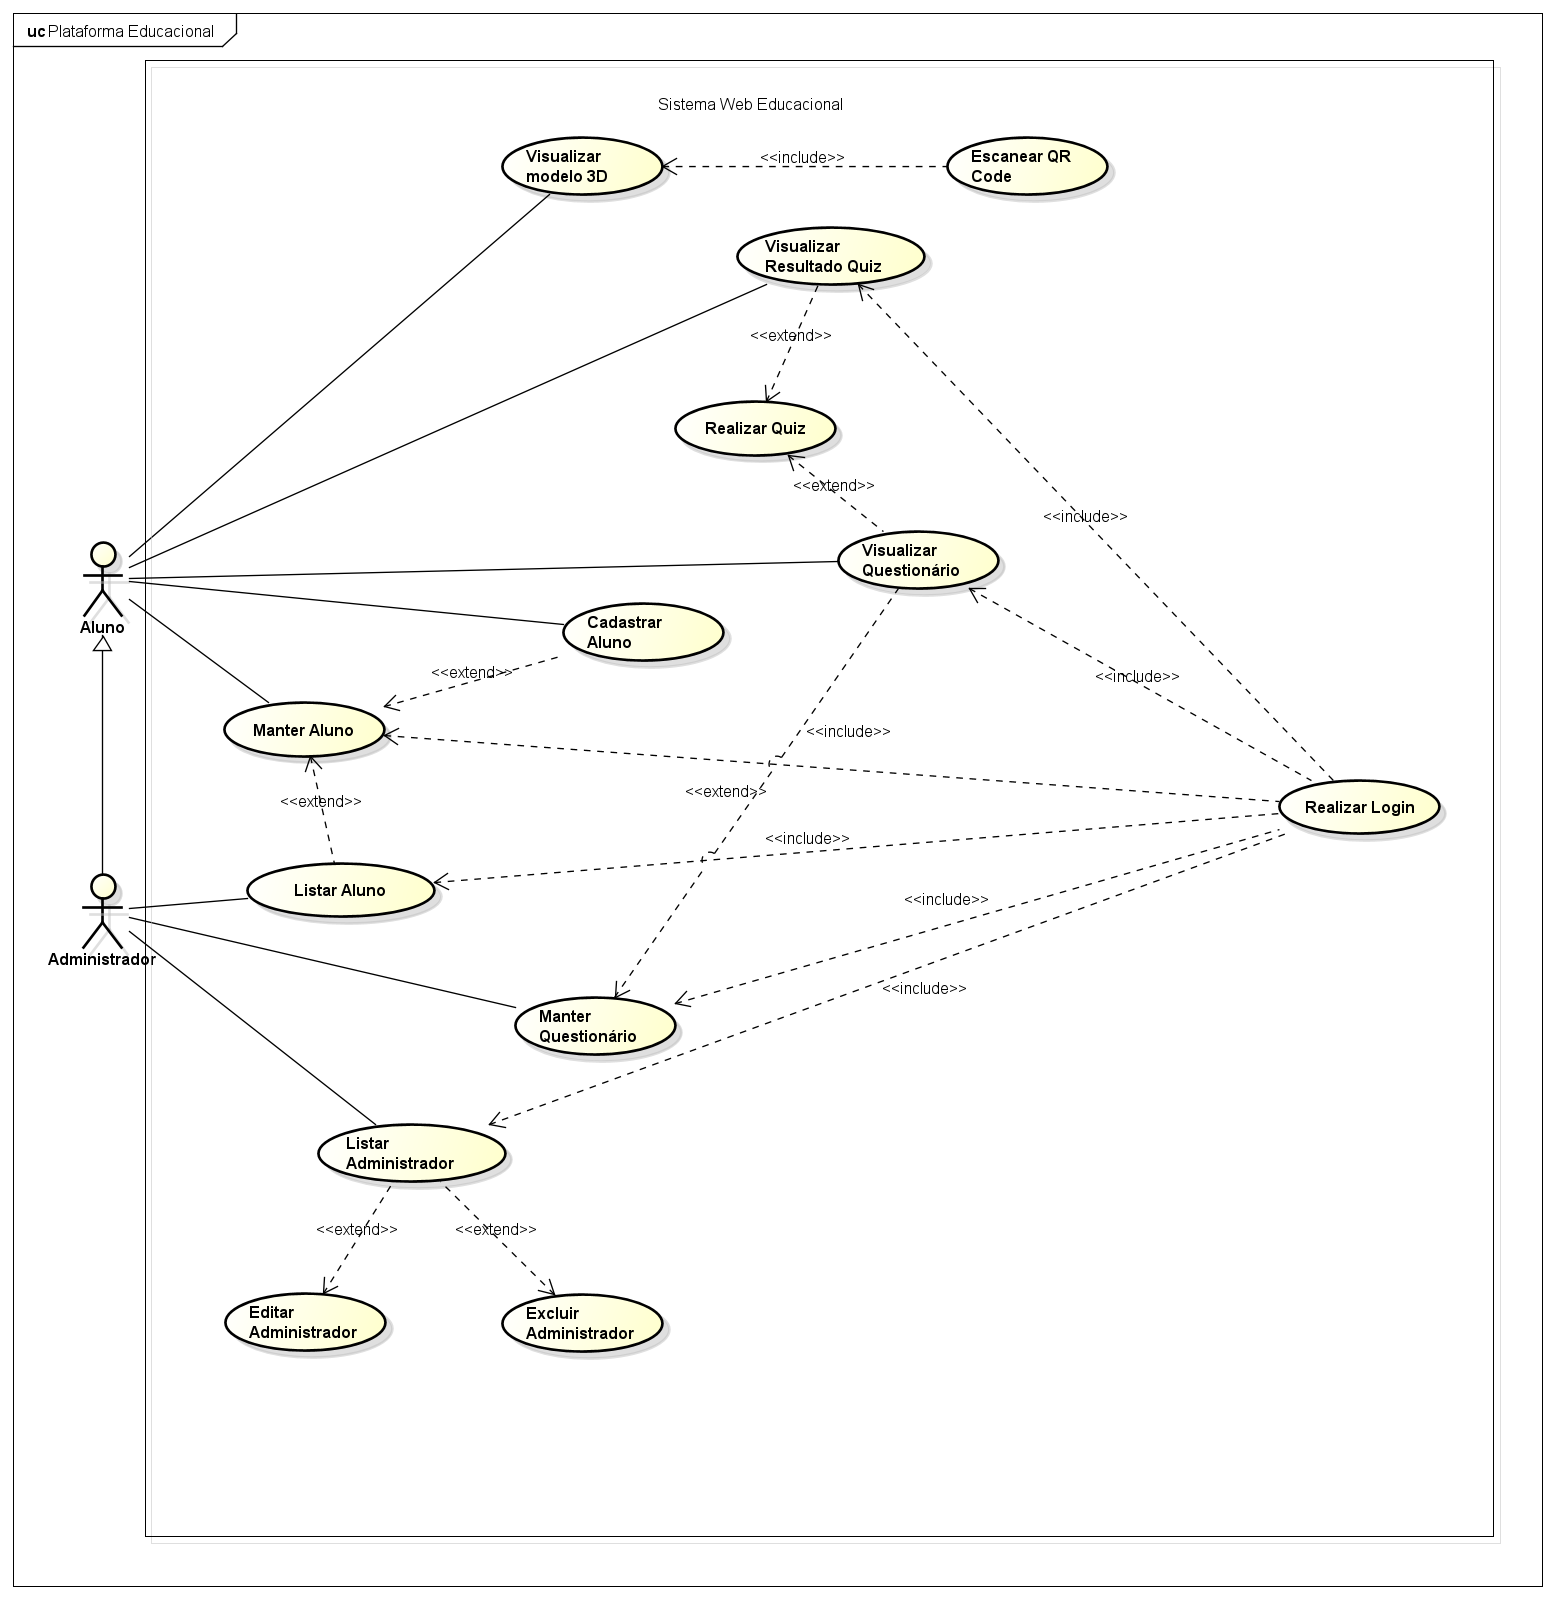 uc Plataforma Educacional
Sistema Web Educacional
Visualizar
modelo 3D
<<include>>
Escanear QR
Code
Visualizar
Resultado Quiz
<<extend>>
Realizar Quiz
<<extend>>
<<include>>
Visualizar
Questionário
Aluno
Cadastrar
Aluno
<<extend>>
<<include>>
Manter Aluno
<<include>>
<<extend>>
<<extend>>
Realizar Login
<<include>>
Listar Aluno
<<include>>
Administrador
<<include>>
Manter
Questionário
Listar
Administrador
<<extend>>
<<extend>>
Editar
Administrador
Excluir
Administrador